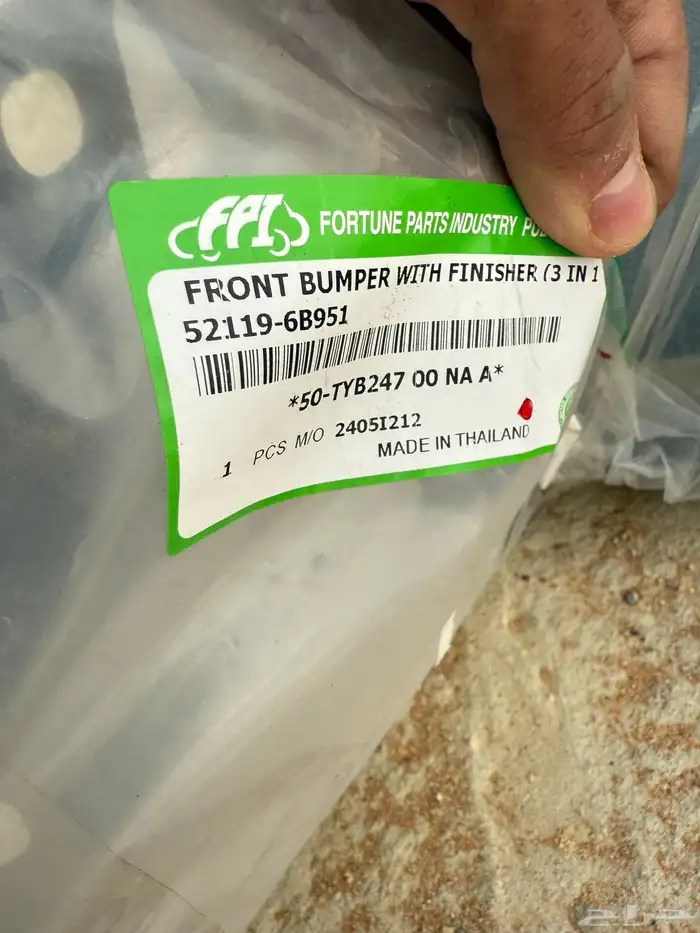 FPI FORTUNE PARTS INDUSTRY
FRONT BUMPER WITH FINISHER (3 IN 1
52119-6B951
*50-TYB247 00 NA A*
1 PCS M/O 2405I212
MADE IN THAILAND
حراج